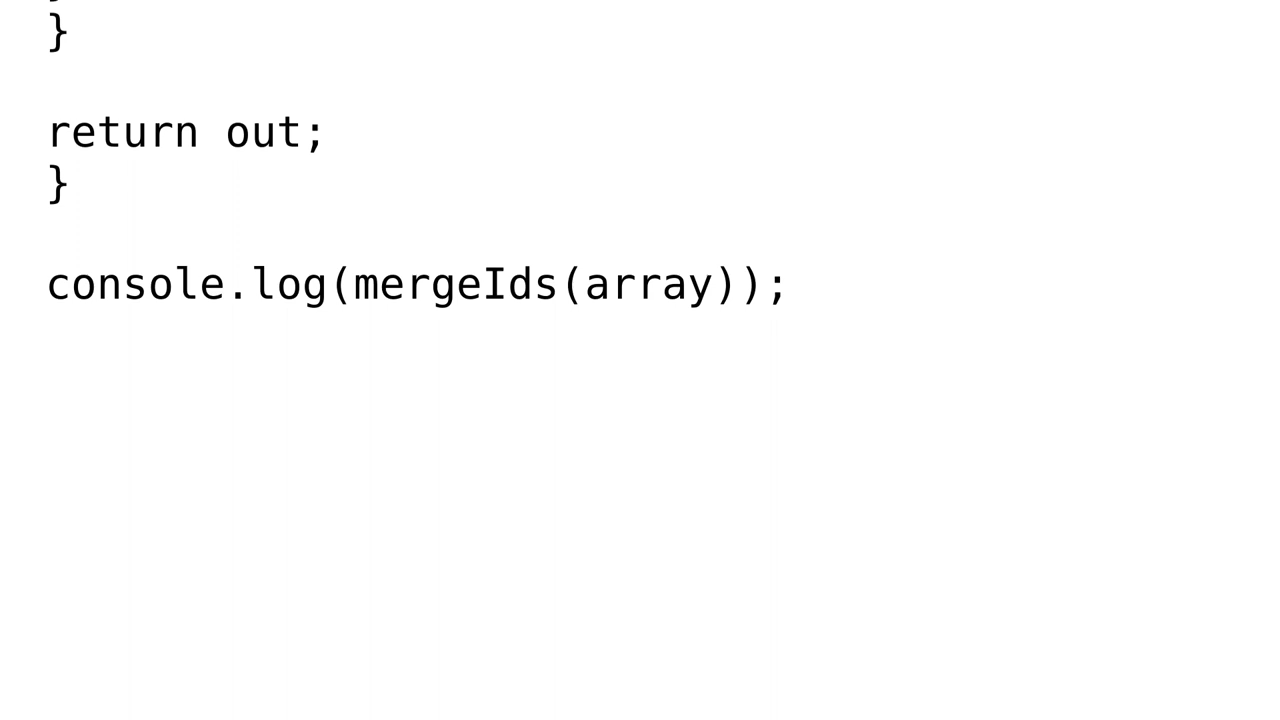 }
return out;
}
console.log(mergeIds(array));